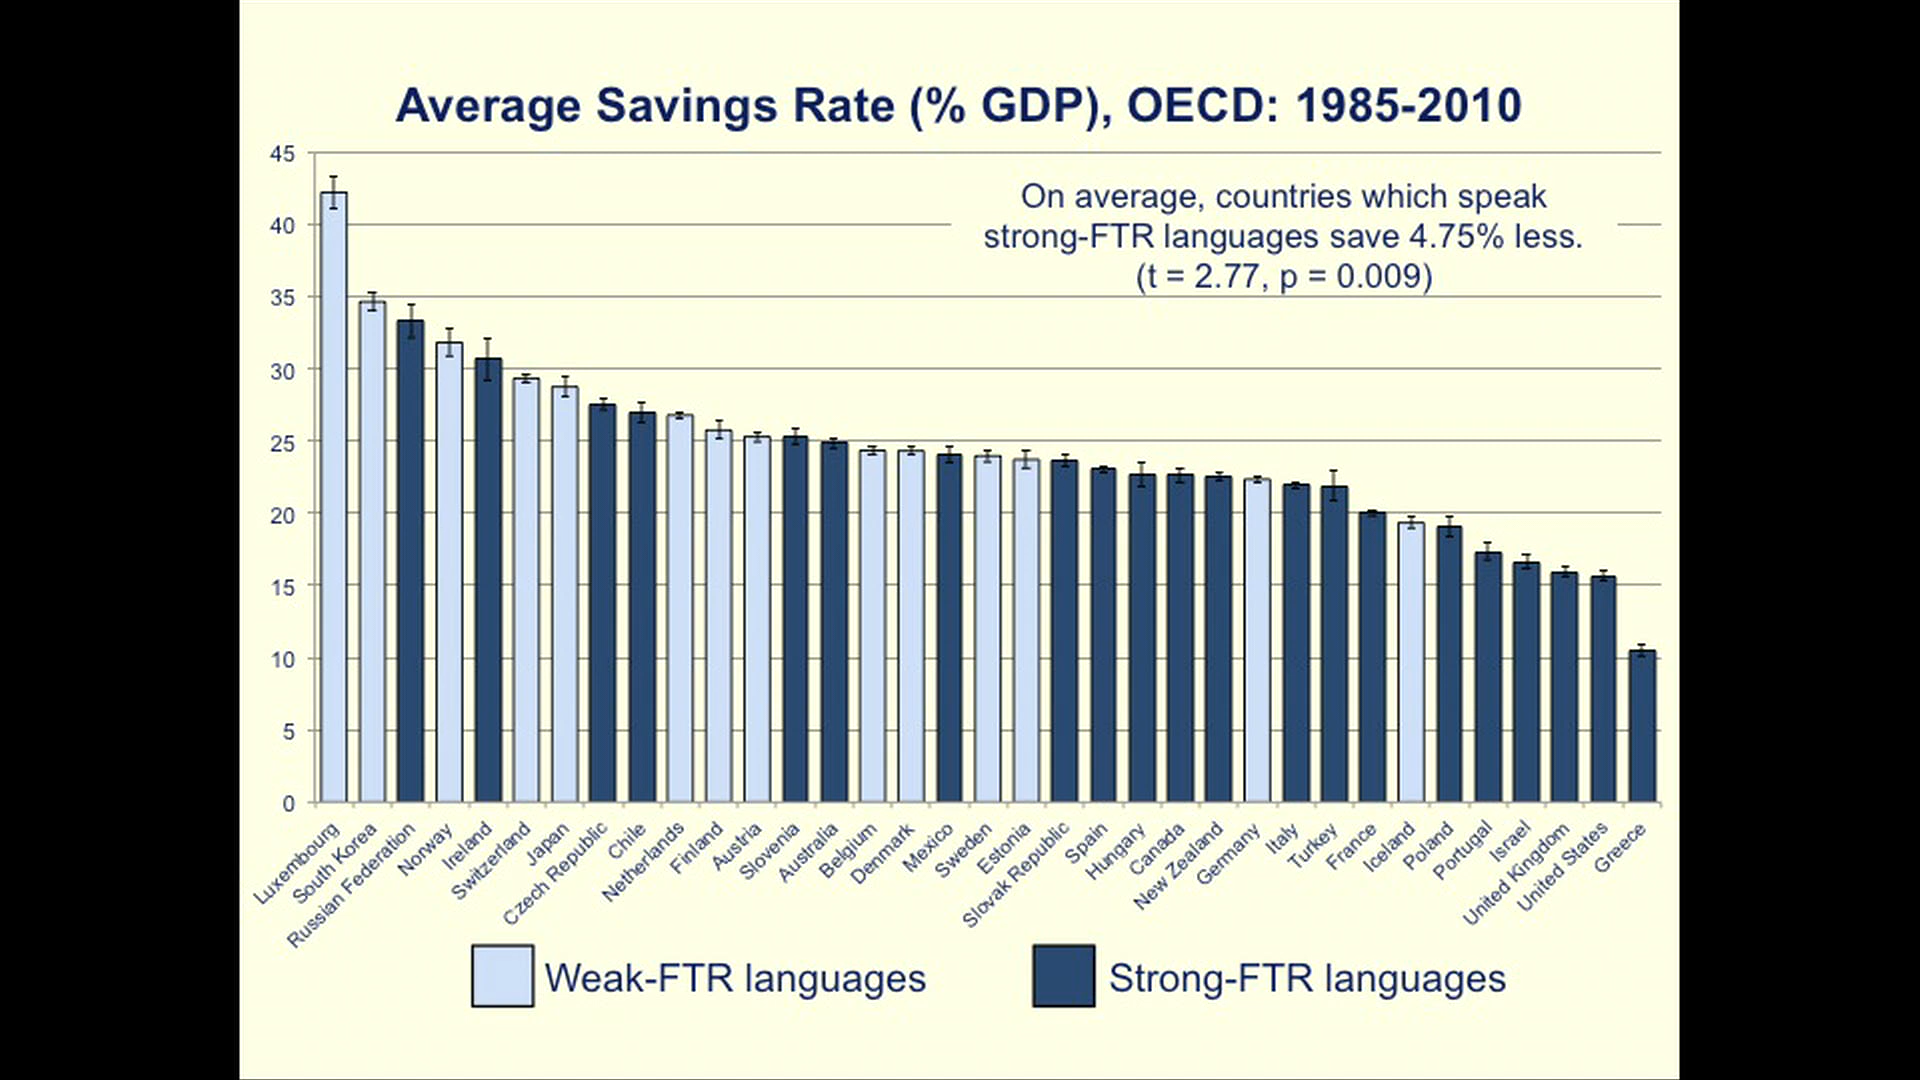 Average Savings Rate (% GDP), OECD: 1985-2010
On average, countries which speak
strong-FTR languages save 4.75% less.
(t = 2.77, p = 0.009)
45
40
35
30
25
20
15
10
5
0
Luxembourg
South Korea
Russian Federation
Norway
Ireland
Switzerland
Japan
Czech Republic
Chile
Netherlands
Finland
Austria
Slovenia
Australia
Belgium
Denmark
Mexico
Sweden
Estonia
Slovak Republic
Spain
Hungary
Canada
New Zealand
Germany
Italy
Turkey
France
Iceland
Poland
Portugal
Israel
United Kingdom
United States
Greece
Weak-FTR languages
Strong-FTR languages